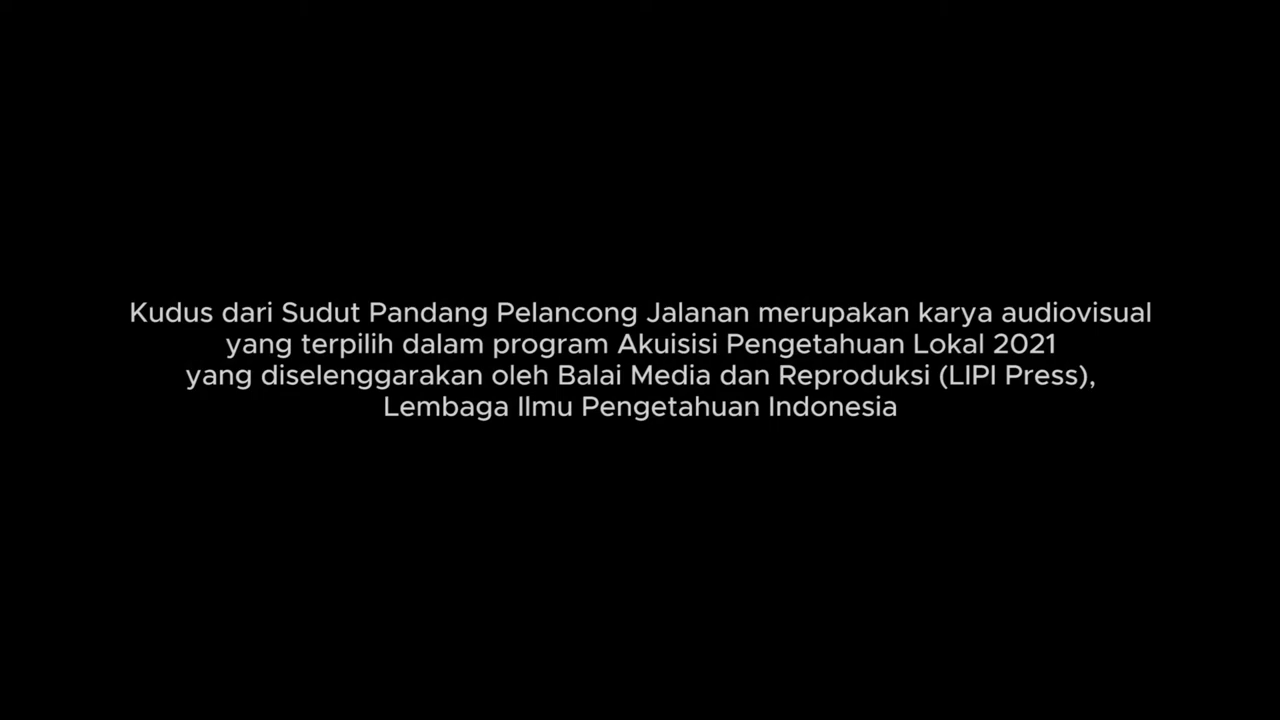 Kudus dari Sudut Pandang Pelancong Jalanan merupakan karya audiovisual
yang terpilih dalam program Akuisisi Pengetahuan Lokal 2021
yang diselenggarakan oleh Balai Media dan Reproduksi (LIPI Press),
Lembaga Ilmu Pengetahuan Indonesia